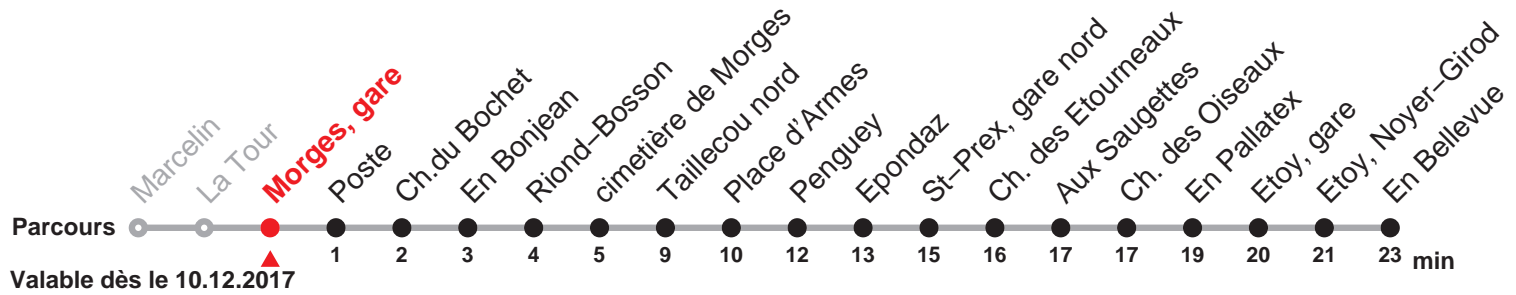 Marcelin
La Tour
Morges, gare
Poste
Ch.du Bochet
En Bonjean
Riond–Bosson
cimetière de Morges
Taillecou nord
Place d'Armes
Penguey
Epondaz
St–Prex, gare nord
Ch. des Etourneaux
Aux Saugettes
Ch. des Oiseaux
En Pallatex
Etoy, gare
Etoy, Noyer–Girod
En Bellevue
Parcours
1 2 3 4 5 9 10 12 13 15 16 17 17 19 20 21 23 min
Valable dès le 10.12.2017